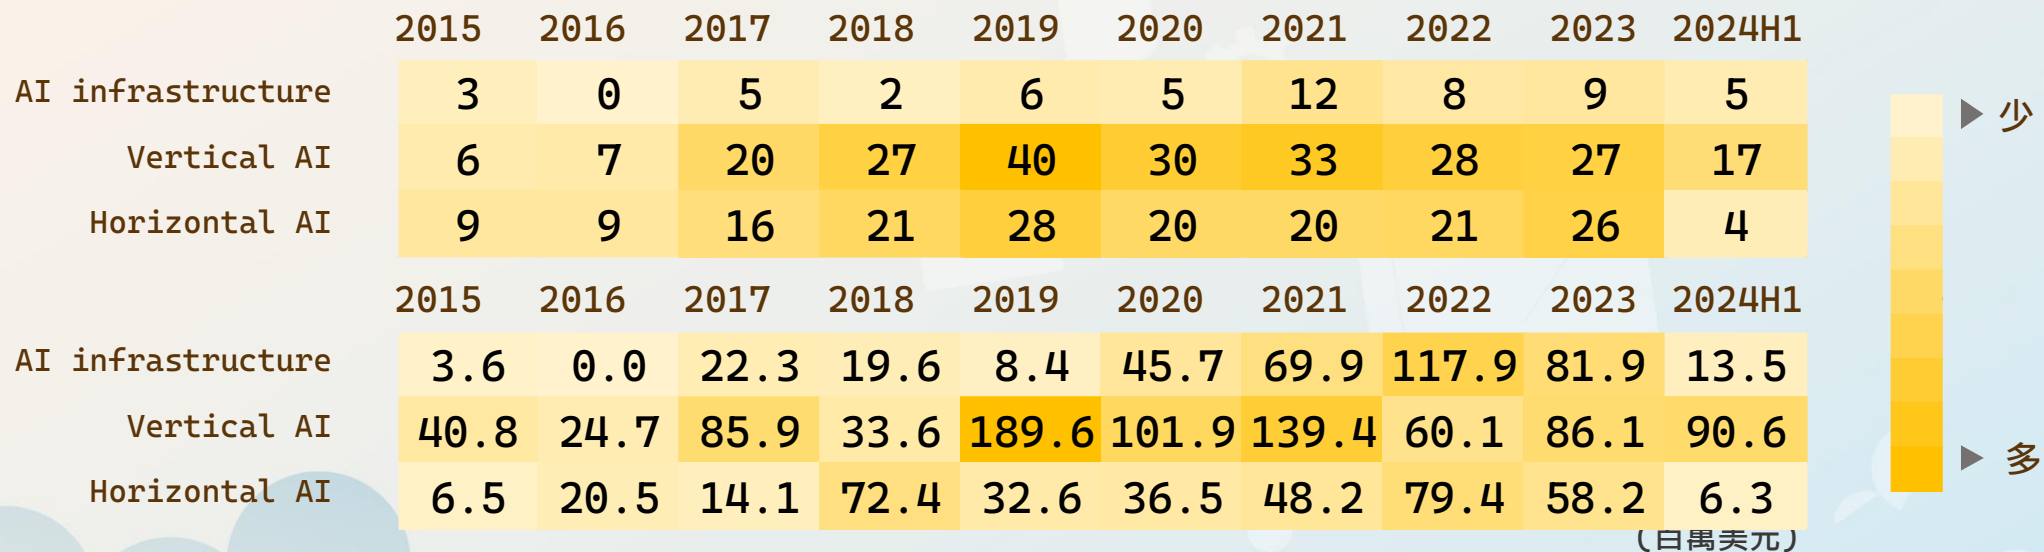 2015 2016 2017 2018 2019 2020 2021 2022 2023 2024H1
AI infrastructure 3 0 5 2 6 5 12 8 9 5
Vertical AI 6 7 20 27 40 30 33 28 27 17
Horizontal AI 9 9 16 21 28 20 20 21 26 4
2015 2016 2017 2018 2019 2020 2021 2022 2023 2024H1
AI infrastructure 3.6 0.0 22.3 19.6 8.4 45.7 69.9 117.9 81.9 13.5
Vertical AI 40.8 24.7 85.9 33.6 189.6 101.9 139.4 60.1 86.1 90.6
Horizontal AI 6.5 20.5 14.1 72.4 32.6 36.5 48.2 79.4 58.2 6.3
(百萬美元)
▶ 少
▶ 多